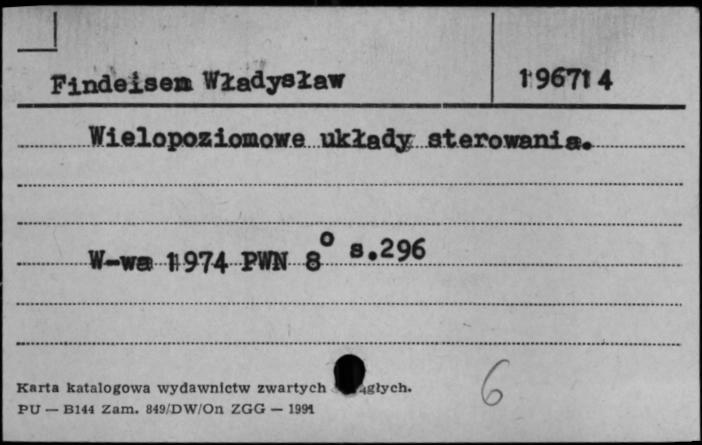 Findeisen Władysław 196714
Wielopoziomowe układy sterowania.
W-wa 1974 PWN 8° s.296
Karta katalogowa wydawnictw zwartych
PU — B144 Zam. 849/DW/On ZGG — 1991
6